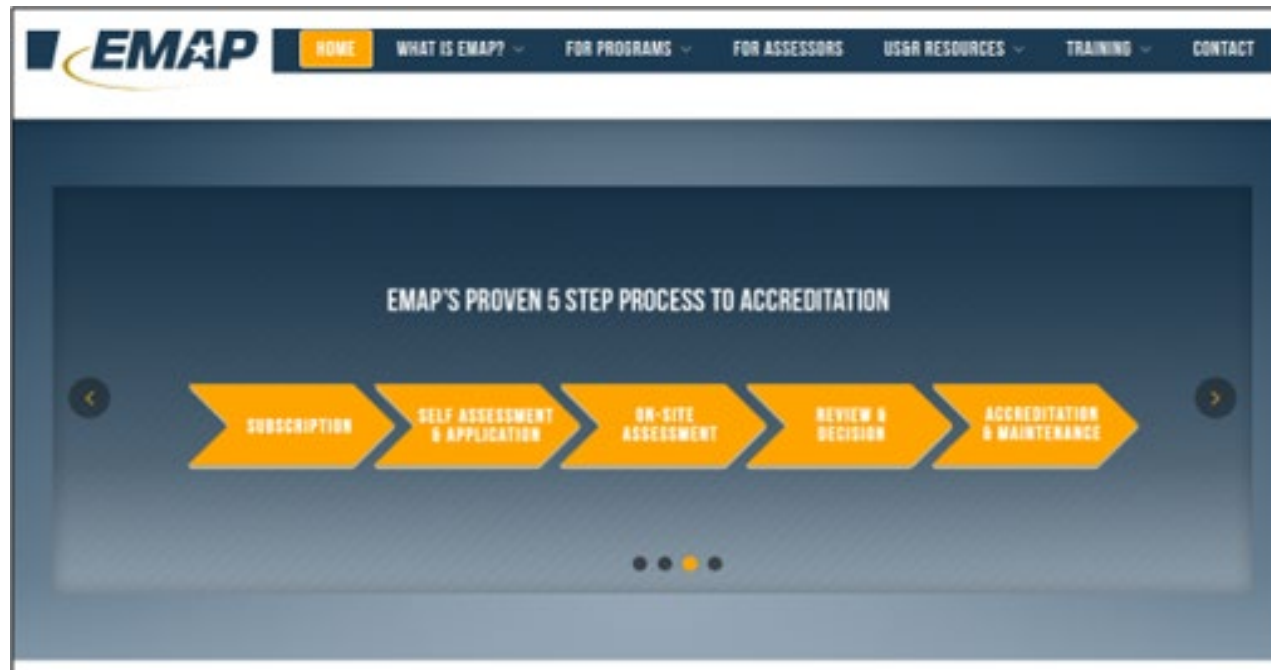 EMAP
HOME
WHAT IS EMAP?
FOR PROGRAMS
FOR ASSESSORS
US&R RESOURCES
TRAINING
CONTACT
EMAP'S PROVEN 5 STEP PROCESS TO ACCREDITATION
SUBSCRIPTION
SELF ASSESSMENT
& APPLICATION
ON-SITE
ASSESSMENT
REVIEW &
DECISION
ACCREDITATION
& MAINTENANCE